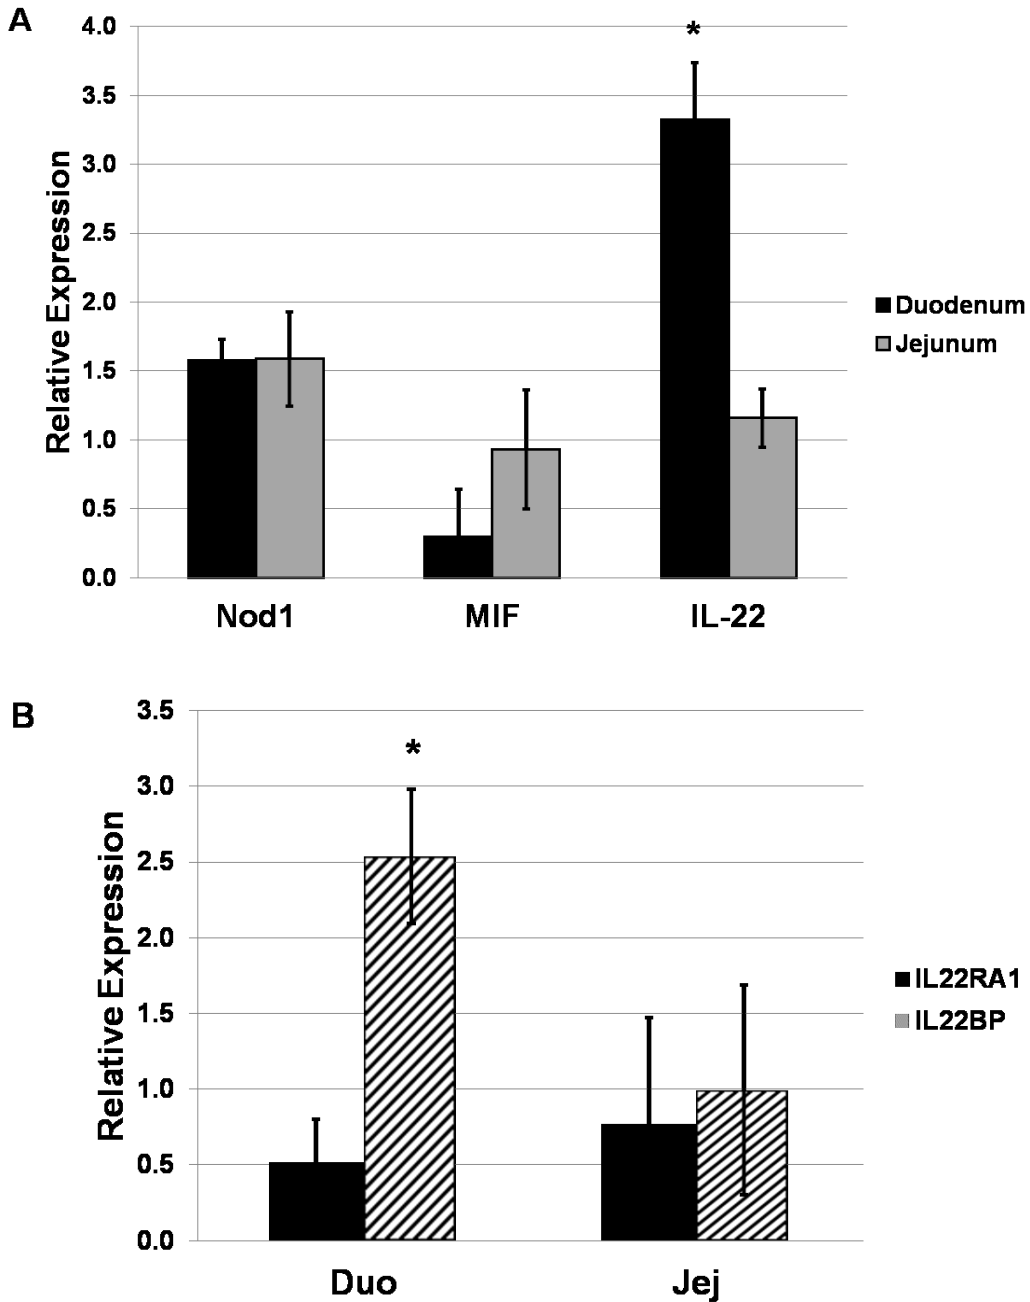 A
Relative Expression
4.0
3.5
3.0
2.5
2.0
1.5
1.0
0.5
0.0
*
Nod1 MIF IL-22
Duodenum
Jejunum
B
Relative Expression
3.5
3.0
2.5
2.0
1.5
1.0
0.5
0.0
*
Duo Jej
IL22RA1
IL22BP